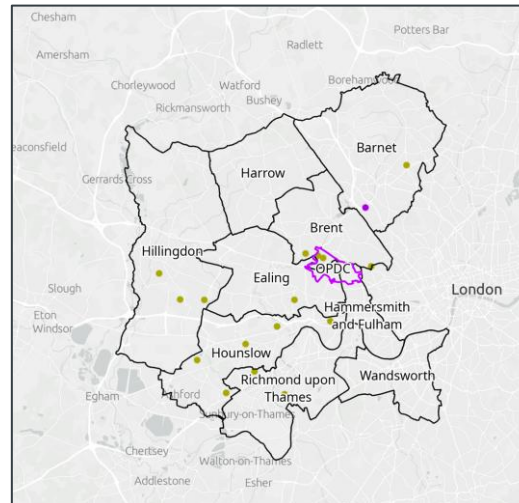 Chesham
Potters Bar
Amersham
Radlett
Chorleywood
Watford
Borehamwood
Bushey
Rickmansworth
Barnet
Gerrards Cross
Harrow
Brent
Hillingdon
OPDC
Ealing
Slough
London
Hammersmith
and Fulham
Eton
Windsor
Hounslow
Richmond upon
Thames
Wandsworth
Egham
Sunbury-on-Thames
Chertsey
Walton-on-Thames
Addlestone
Esher